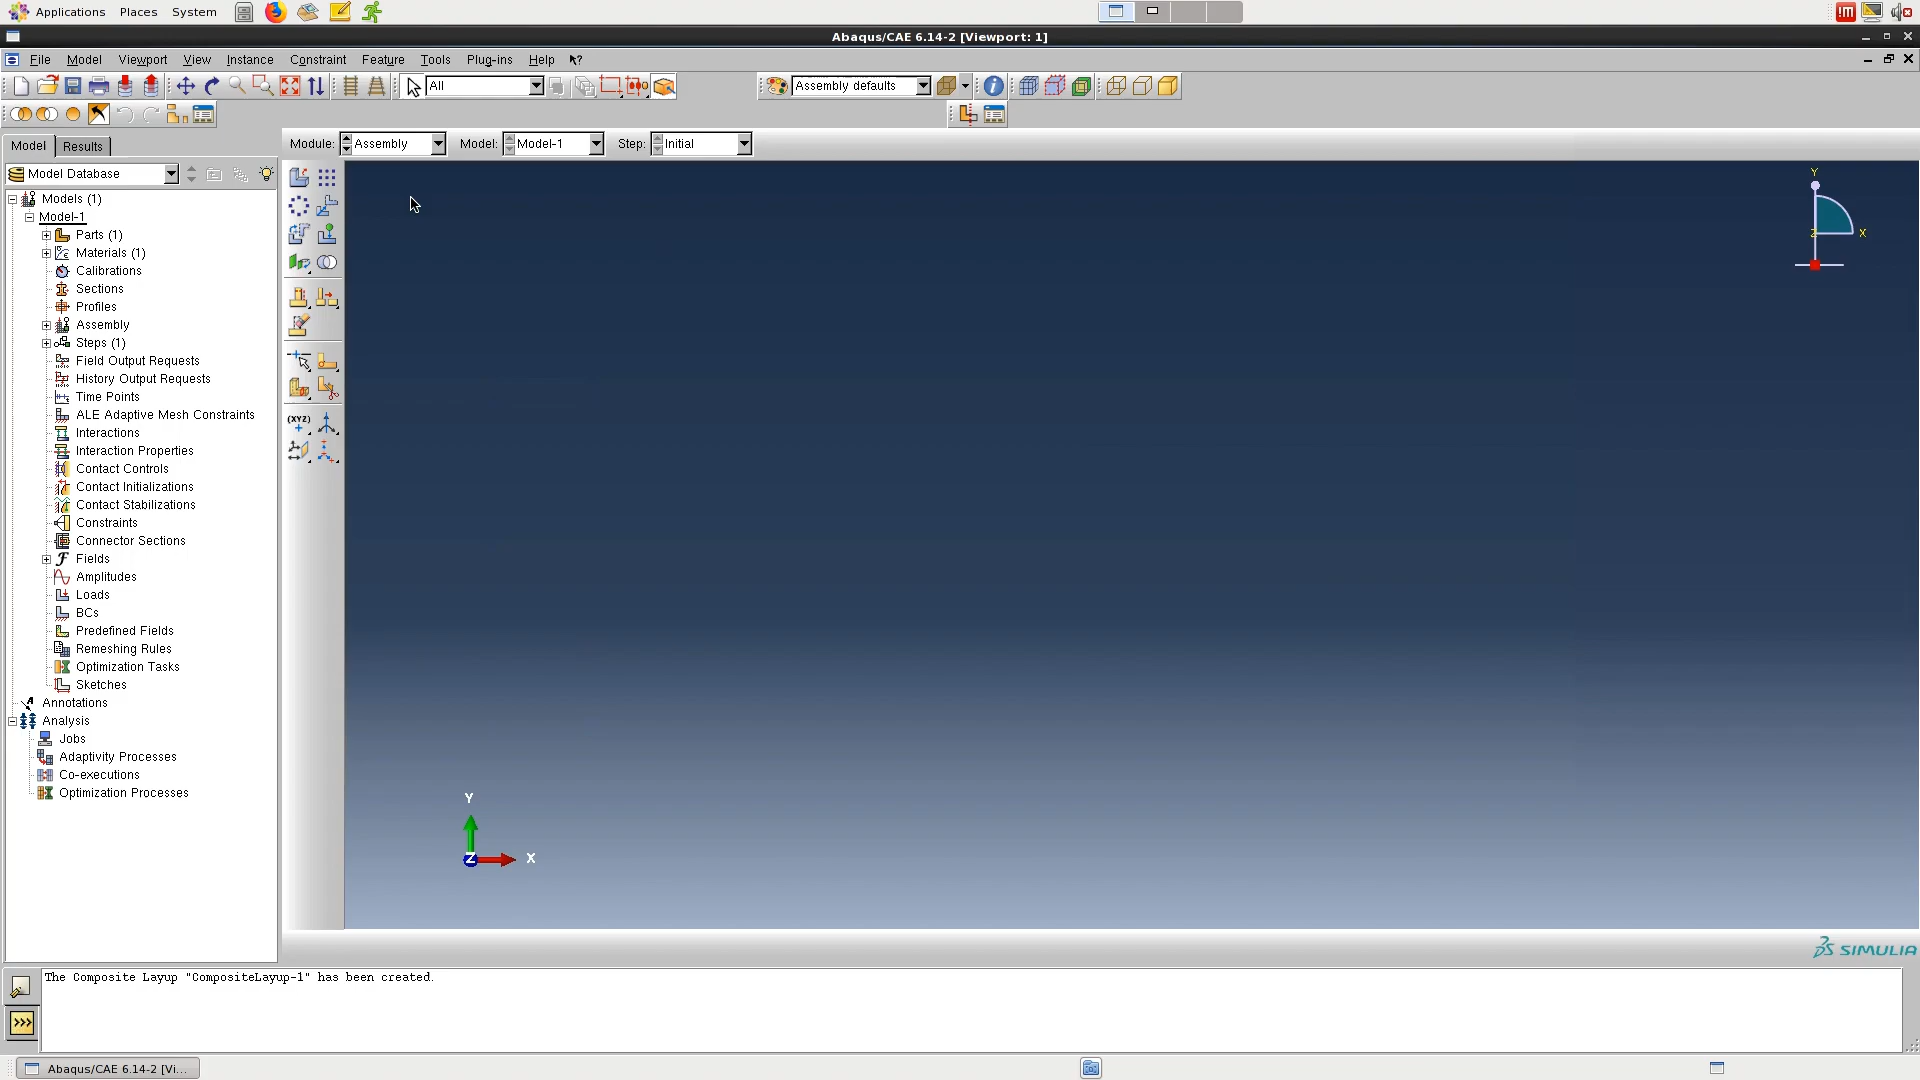 Applications Places System
Abaqus/CAE 6.14-2 [Viewport: 1]
File Model Viewport View Instance Constraint Feature Tools Plug-ins Help
All
Assembly defaults
Model Results
Module: Assembly Model: Model-1 Step: Initial
Model Database
Models (1)
Model-1
Parts (1)
Materials (1)
Calibrations
Sections
Profiles
Assembly
Steps (1)
Field Output Requests
History Output Requests
Time Points
ALE Adaptive Mesh Constraints
Interactions
Interaction Properties
Contact Controls
Contact Initializations
Contact Stabilizations
Constraints
Connector Sections
Fields
Amplitudes
Loads
BCs
Predefined Fields
Remeshing Rules
Optimization Tasks
Sketches
Annotations
Analysis
Jobs
Adaptivity Processes
Co-executions
Optimization Processes
(XYZ)
Y
Z X
Y
Z X
SIMULIA
The Composite Layup "CompositeLayup-1" has been created.
>>>
Abaqus/CAE 6.14-2 [Vi...